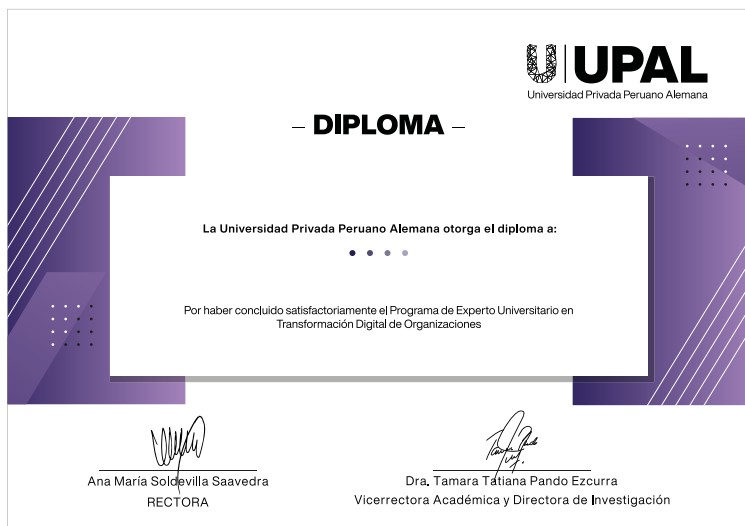 UPAL
Universidad Privada Peruano Alemana
– DIPLOMA –
La Universidad Privada Peruano Alemana otorga el diploma a:
Por haber concluido satisfactoriamente el Programa de Experto Universitario en
Transformación Digital de Organizaciones
Ana María Soldevilla Saavedra
RECTORA
Dra. Tamara Tatiana Pando Ezcurra
Vicerrectora Académica y Directora de Investigación